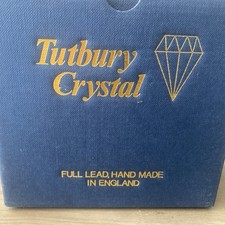 Tutbury
Crystal
FULL LEAD, HAND MADE
IN ENGLAND